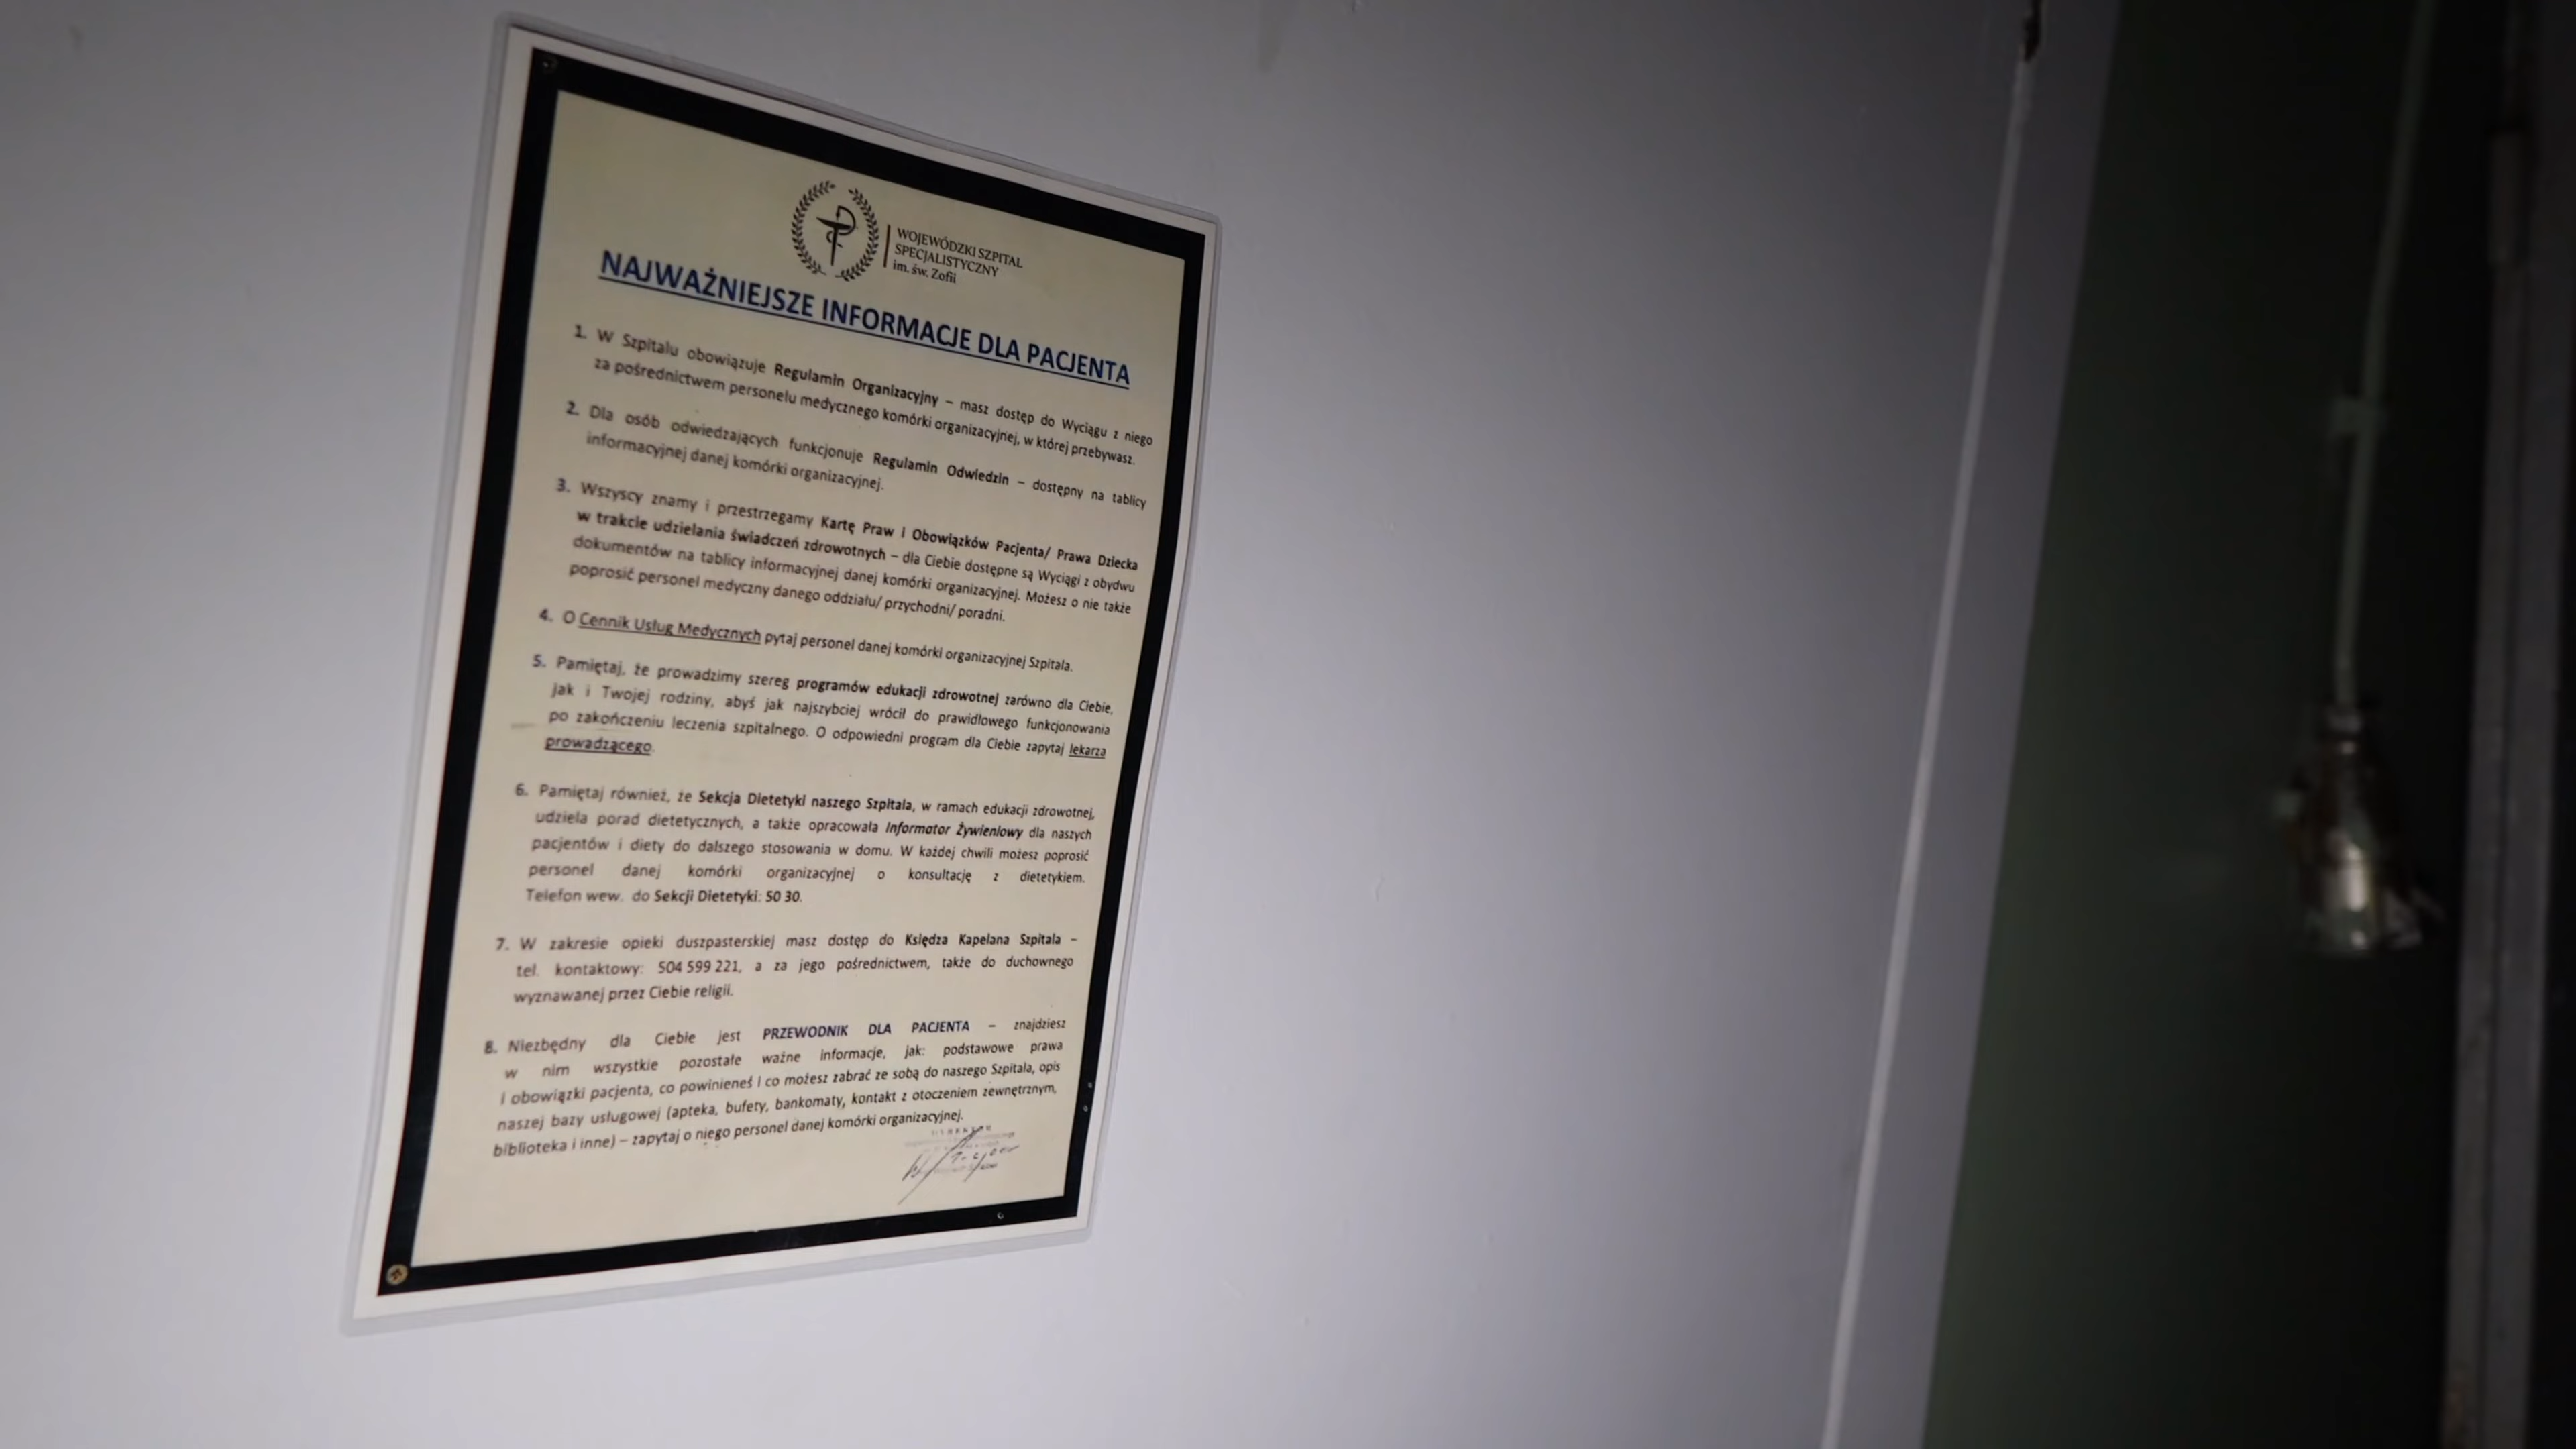 WOJEWÓDZKI SZPITAL
SPECJALISTYCZNY
im. św. Zofii
NAJWAŻNIEJSZE INFORMACJE DLA PACJENTA
1. W Szpitalu obowiązuje Regulamin Organizacyjny – masz dostęp do Wyciągu z niego
za pośrednictwem personelu medycznego komórki organizacyjnej, w której przebywasz.
2. Dla osób odwiedzających funkcjonuje Regulamin Odwiedzin – dostępny na tablicy
informacyjnej danej komórki organizacyjnej.
3. Wszyscy znamy i przestrzegamy Kartę Praw i Obowiązków Pacjenta/ Prawa Dziecka
w trakcie udzielania świadczeń zdrowotnych – dla Ciebie dostępne są Wyciągi z obydwu
dokumentów na tablicy informacyjnej danej komórki organizacyjnej. Możesz o nie także
poprosić personel medyczny danego oddziału/ przychodni/ poradni.
4. O Cennik Usług Medycznych pytaj personel danej komórki organizacyjnej Szpitala.
5. Pamiętaj, że prowadzimy szereg programów edukacji zdrowotnej zarówno dla Ciebie,
jak i Twojej rodziny, abyś jak najszybciej wrócił do prawidłowego funkcjonowania
po zakończeniu leczenia szpitalnego. O odpowiedni program dla Ciebie zapytaj lekarza
prowadzącego.
6. Pamiętaj również, że Sekcja Dietetyki naszego Szpitala, w ramach edukacji zdrowotnej,
udziela porad dietetycznych, a także opracowała Informator Żywieniowy dla naszych
pacjentów i diety do dalszego stosowania w domu. W każdej chwili możesz poprosić
personel danej komórki organizacyjnej o konsultację z dietetykiem.
Telefon wew. do Sekcji Dietetyki: 50 30.
7. W zakresie opieki duszpasterskiej masz dostęp do Księdza Kapelana Szpitala –
tel. kontaktowy: 504 599 221, a za jego pośrednictwem, także do duchownego
wyznawanej przez Ciebie religii.
8. Niezbędny dla Ciebie jest PRZEWODNIK DLA PACJENTA – znajdziesz
w nim wszystkie pozostałe ważne informacje, jak: podstawowe prawa
i obowiązki pacjenta, co powinieneś i co możesz zabrać ze sobą do naszego Szpitala, opis
naszej bazy usługowej (apteka, bufety, bankomaty, kontakt z otoczeniem zewnętrznym,
biblioteka i inne) – zapytaj o niego personel danej komórki organizacyjnej.